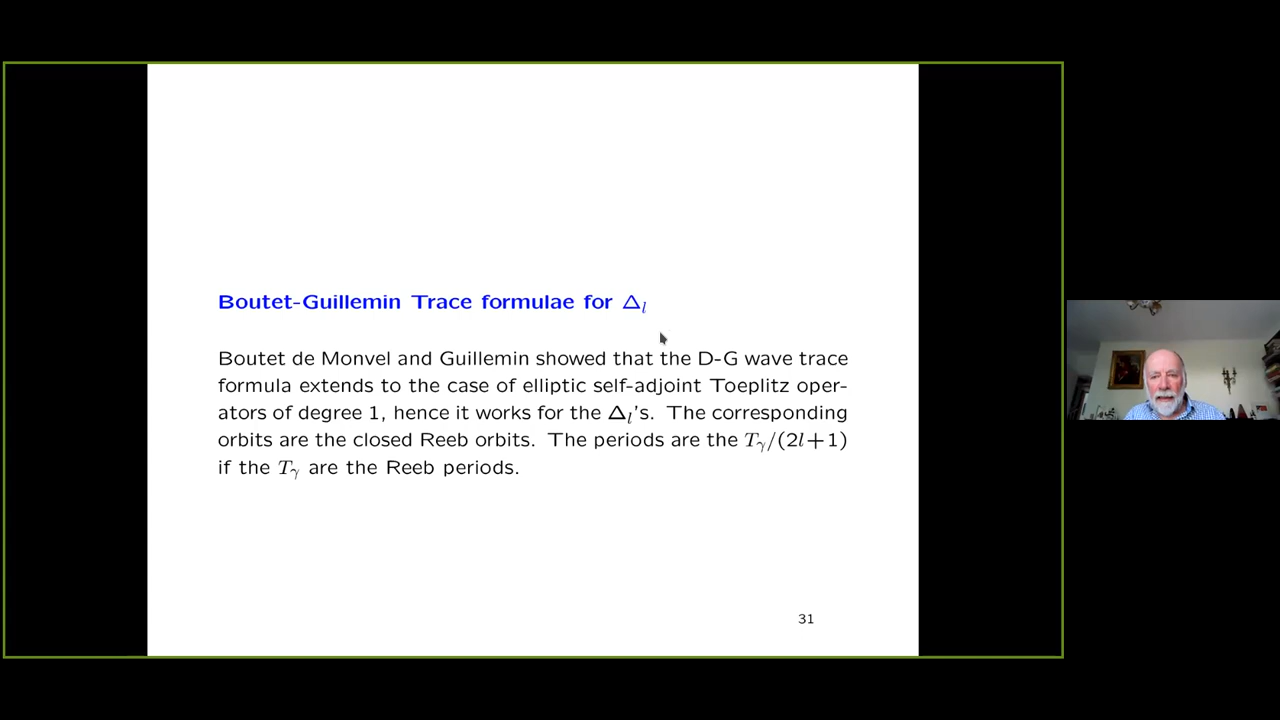 Boutet-Guillemin Trace formulae for Δ_l
Boutet de Monvel and Guillemin showed that the D-G wave trace
formula extends to the case of elliptic self-adjoint Toeplitz oper-
ators of degree 1, hence it works for the Δ_l's. The corresponding
orbits are the closed Reeb orbits. The periods are the T_γ/(2l+1)
if the T_γ are the Reeb periods.
31